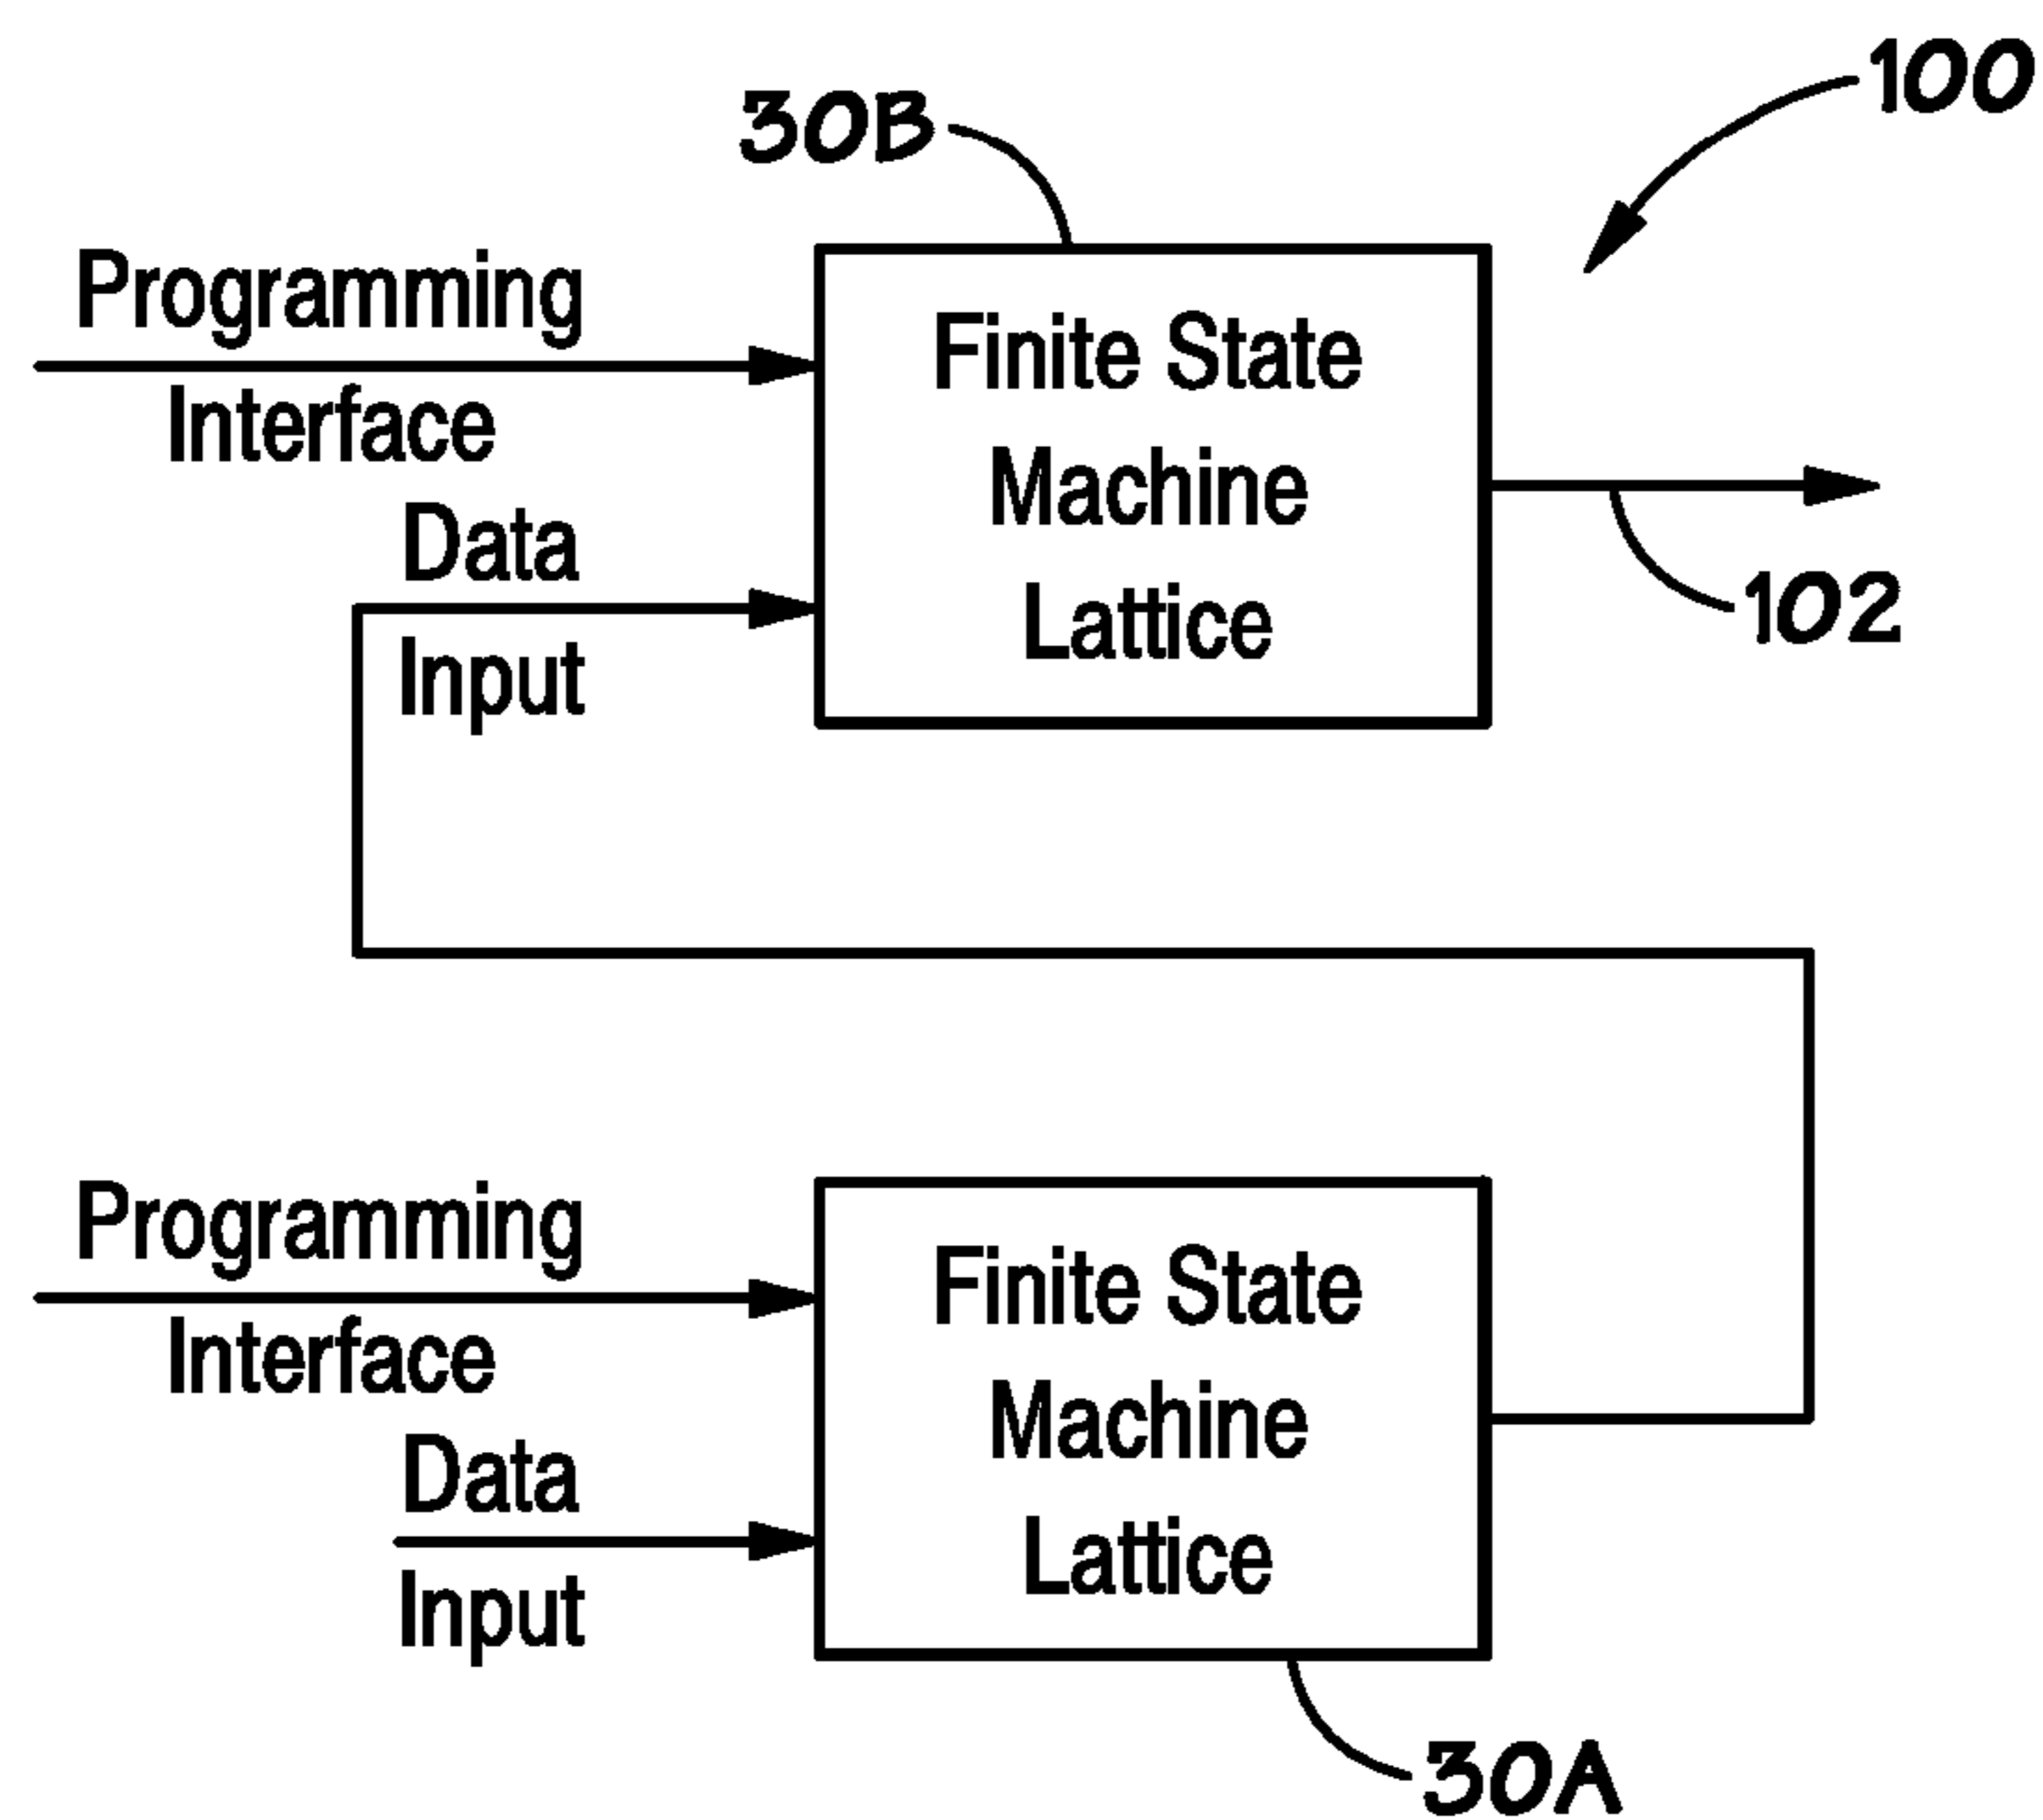 100
30B
Programming
Interface
Data
Input
Finite State
Machine
Lattice
102
Programming
Interface
Data
Input
Finite State
Machine
Lattice
30A